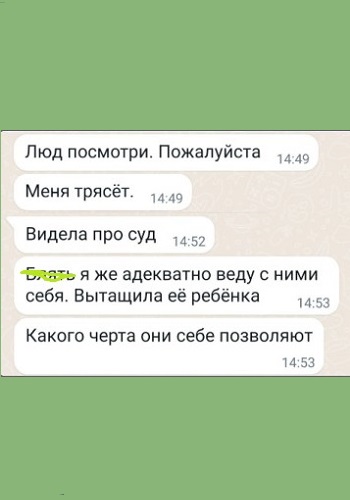 Люд посмотри. Пожалуйста 14:49
Меня трясёт. 14:49
Видела про суд 14:52
я же адекватно веду с ними
себя. Вытащила её ребёнка 14:53
Какого черта они себе позволяют
14:53